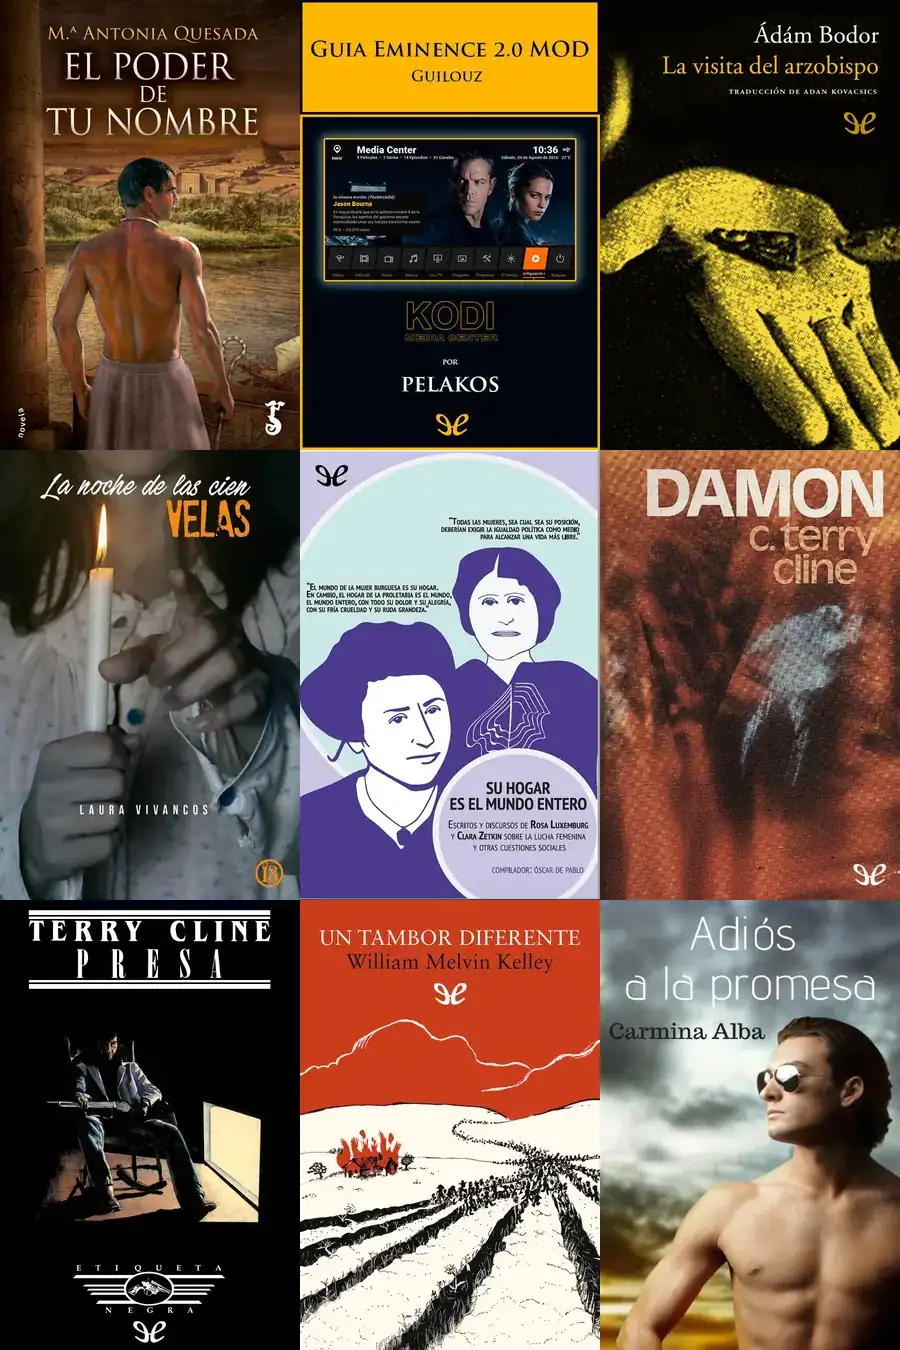 M.ª ANTONIA QUESADA
EL PODER
DE
TU NOMBRE
novela
GUIA EMINENCE 2.0 MOD
GUILOUZ
Media Center
10:36
Jason Bourne
KODI
MEDIA CENTER
POR
PELAKOS
Ádám Bodor
La visita del arzobispo
TRADUCCIÓN DE ADAN KOVACSICS
La noche de las cien
VELAS
LAURA VIVANCOS
"TODAS LAS MUJERES, SEA CUAL SEA SU POSICIÓN,
DEBERÍAN EXIGIR LA IGUALDAD POLÍTICA COMO MEDIO
PARA ALCANZAR UNA VIDA MÁS LIBRE."
"EL MUNDO DE LA MUJER BURGUESA ES SU HOGAR.
EN CAMBIO, EL HOGAR DE LA PROLETARIA ES EL MUNDO,
EL MUNDO ENTERO, CON TODO SU DOLOR Y SU ALEGRÍA,
CON SU FRÍA CRUELDAD Y SU RUDA GRANDEZA."
SU HOGAR
ES EL MUNDO ENTERO
ESCRITOS Y DISCURSOS DE ROSA LUXEMBURG
Y CLARA ZETKIN SOBRE LA LUCHA FEMENINA
Y OTRAS CUESTIONES SOCIALES
COMPILADOR: ÓSCAR DE PABLO
DAMON
c. terry
cline
TERRY CLINE
PRESA
ETIQUETA
NEGRA
UN TAMBOR DIFERENTE
William Melvin Kelley
Adiós
a la promesa
Carmina Alba